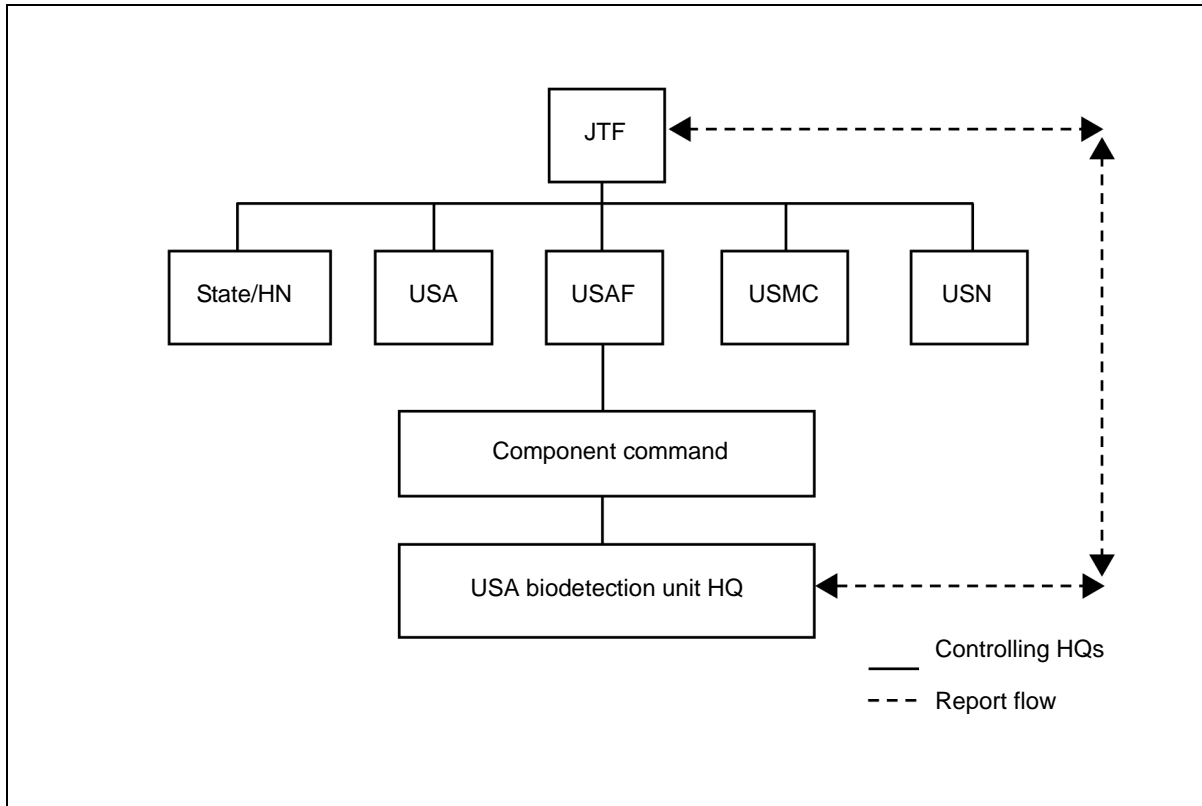 JTF
State/HN
USA
USAF
USMC
USN
Component command
USA biodetection unit HQ
Controlling HQs
Report flow